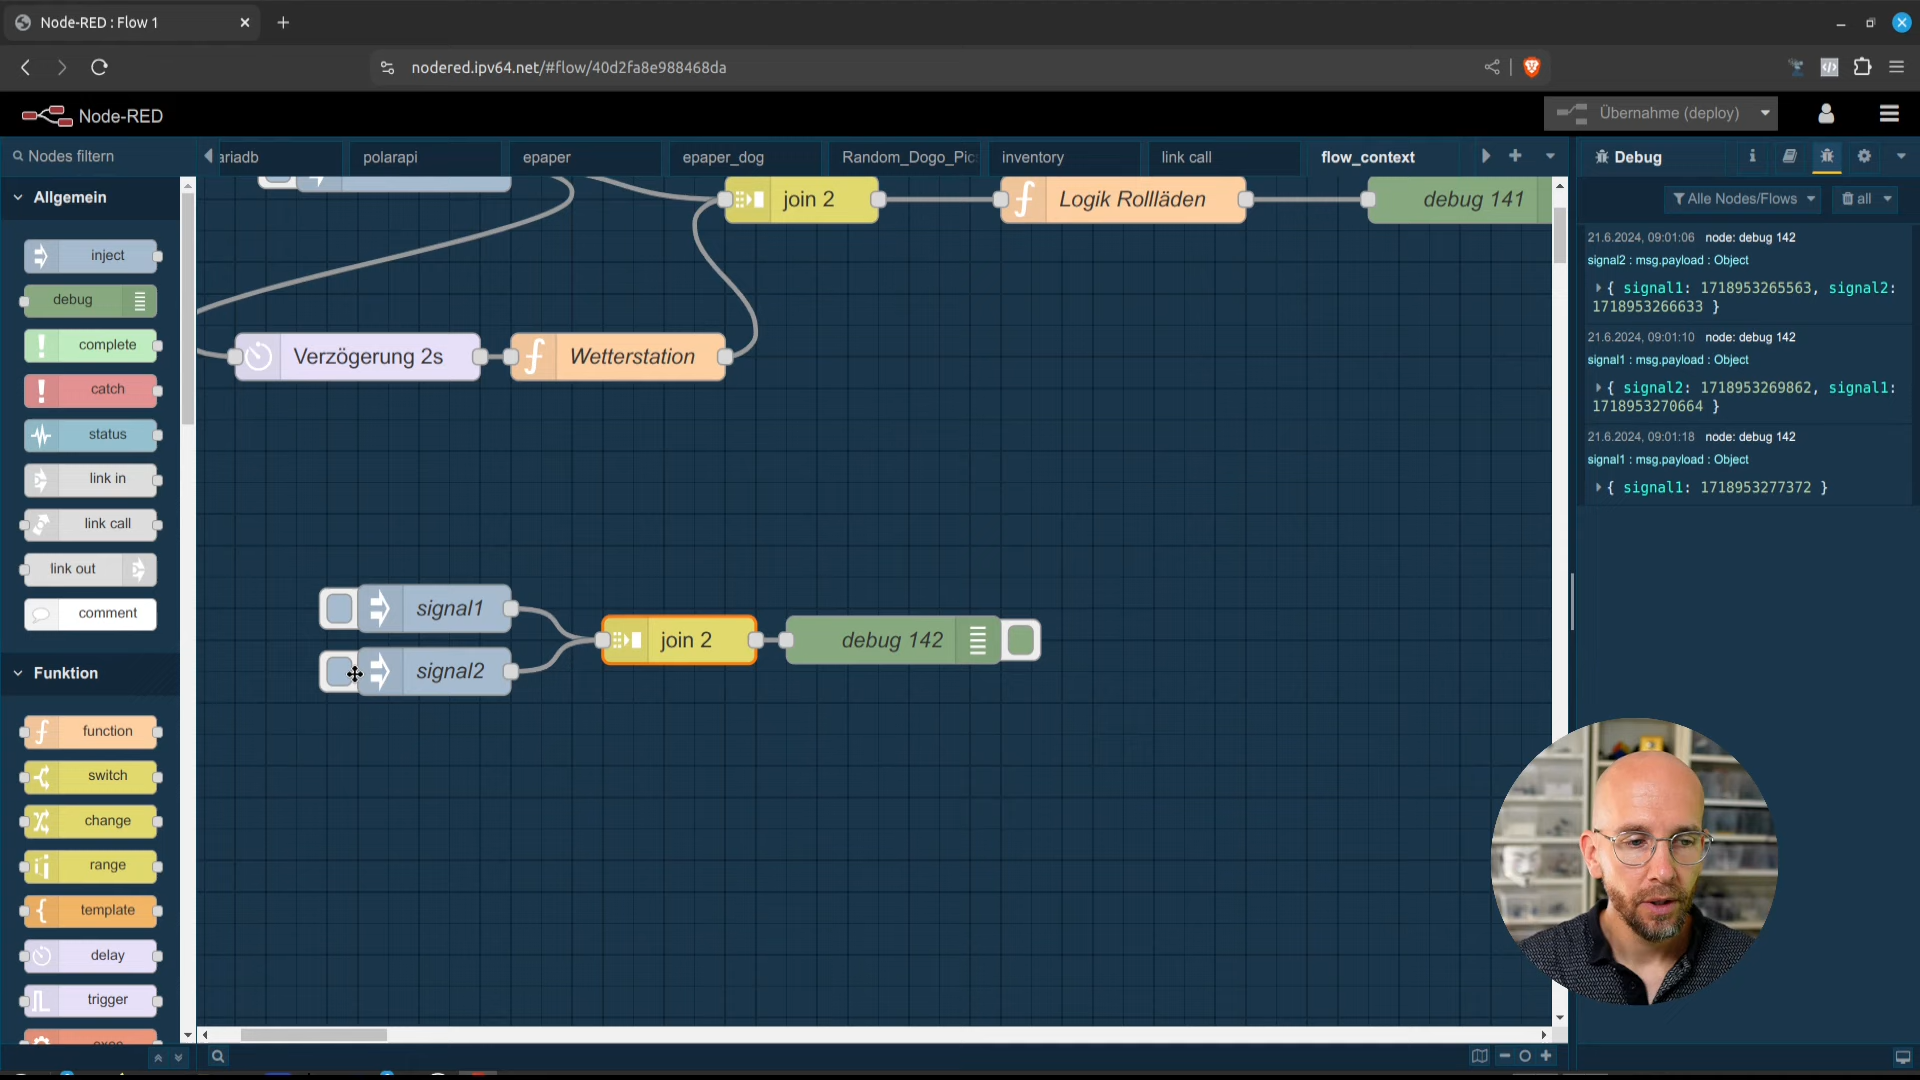 Node-RED : Flow 1
nodered.ipv64.net/#flow/40d2fa8e988468da
Node-RED
Übernahme (deploy)
Nodes filtern
ariadb
polarapi
epaper
epaper_dog
Random_Dogo_Pic
inventory
link call
flow_context
Debug
Alle Nodes/Flows
all
Allgemein
inject
debug
complete
catch
status
link in
link call
link out
comment
Funktion
function
switch
change
range
template
delay
trigger
exec
join 2
Logik Rollläden
debug 141
Verzögerung 2s
Wetterstation
signal1
signal2
join 2
debug 142
21.6.2024, 09:01:06 node: debug 142
signal2 : msg.payload : Object
{ signal1: 1718953265563, signal2:
1718953266633 }
21.6.2024, 09:01:10 node: debug 142
signal1 : msg.payload : Object
{ signal2: 1718953269862, signal1:
1718953270664 }
21.6.2024, 09:01:18 node: debug 142
signal1 : msg.payload : Object
{ signal1: 1718953277372 }